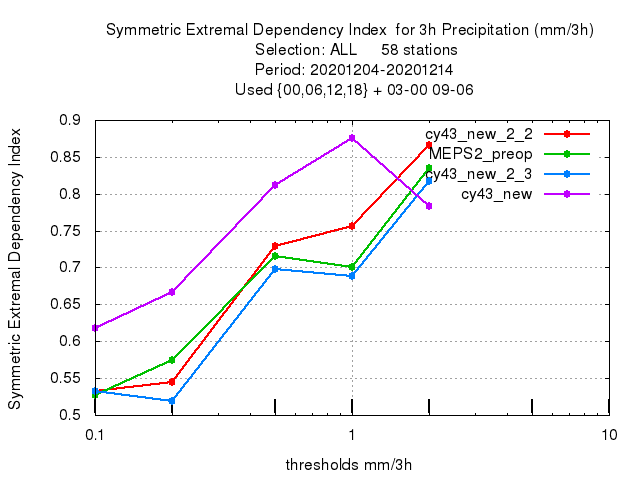 Symmetric Extremal Dependency Index  for 3h Precipitation (mm/3h)
Selection: ALL     58 stations
Period: 20201204-20201214
Used {00,06,12,18} + 03-00 09-06
Symmetric Extremal Dependency Index
0.9
0.85
0.8
0.75
0.7
0.65
0.6
0.55
0.5
cy43_new_2_2
MEPS2_preop
cy43_new_2_3
cy43_new
0.1
1
10
thresholds mm/3h